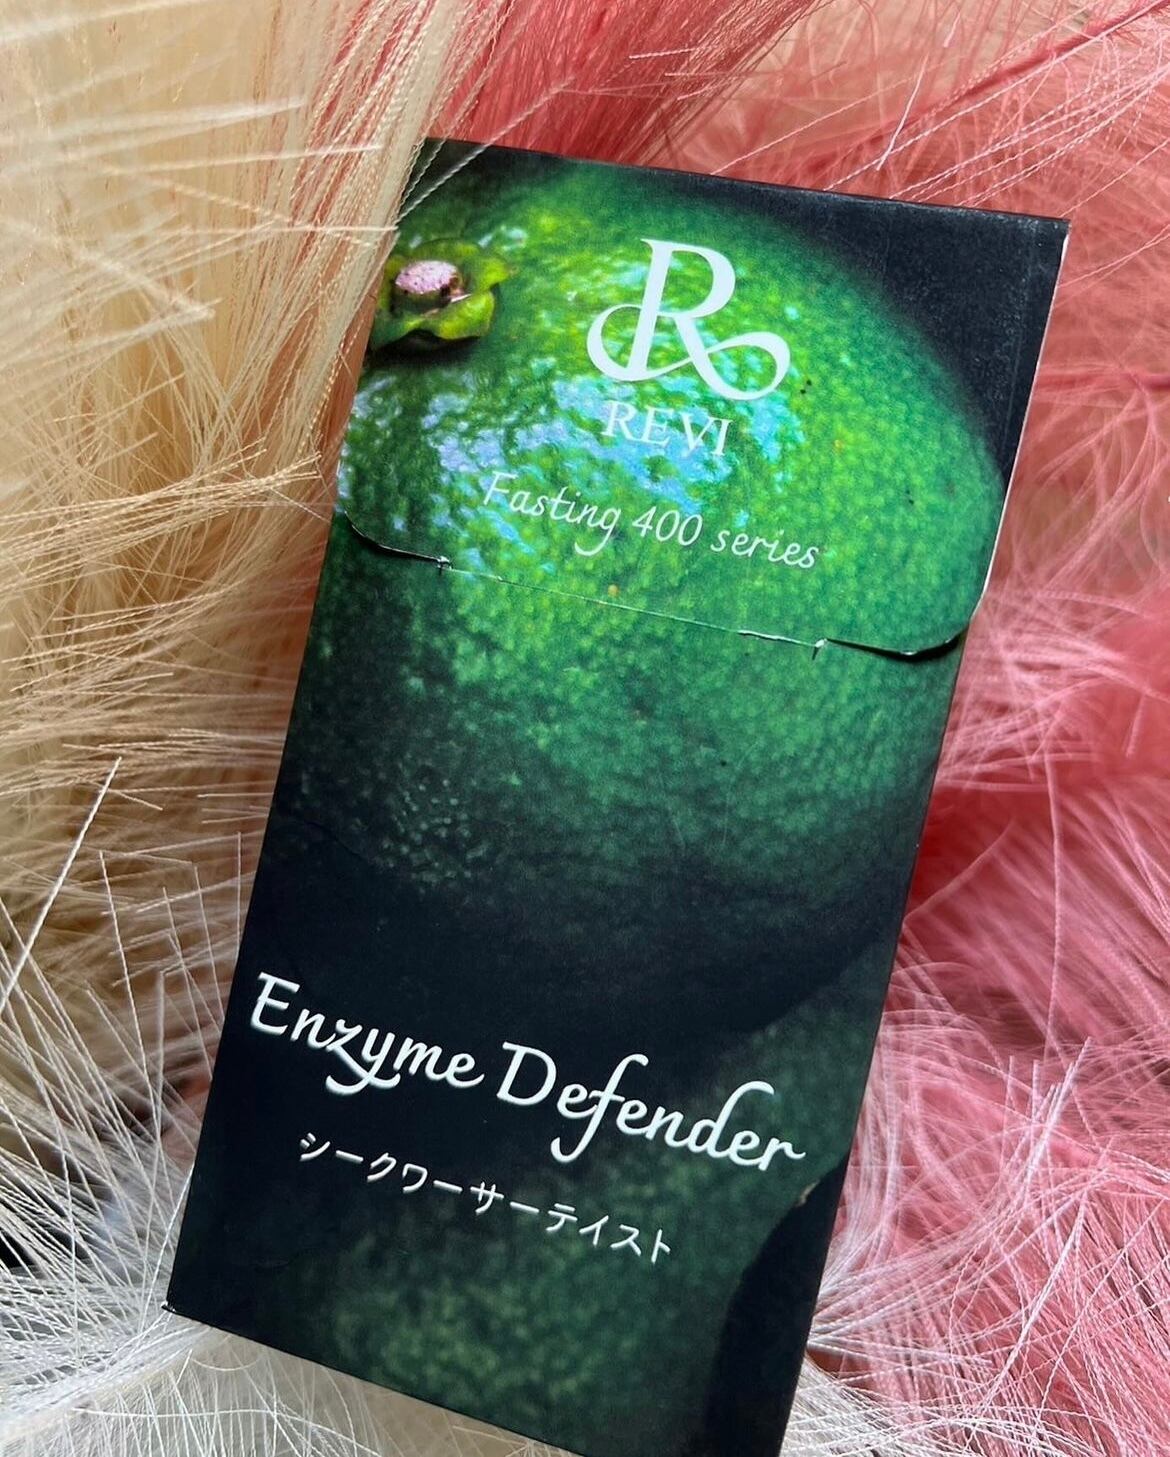 R
REVI
Fasting 400 series
Enzyme Defender
シークワーサーテイスト